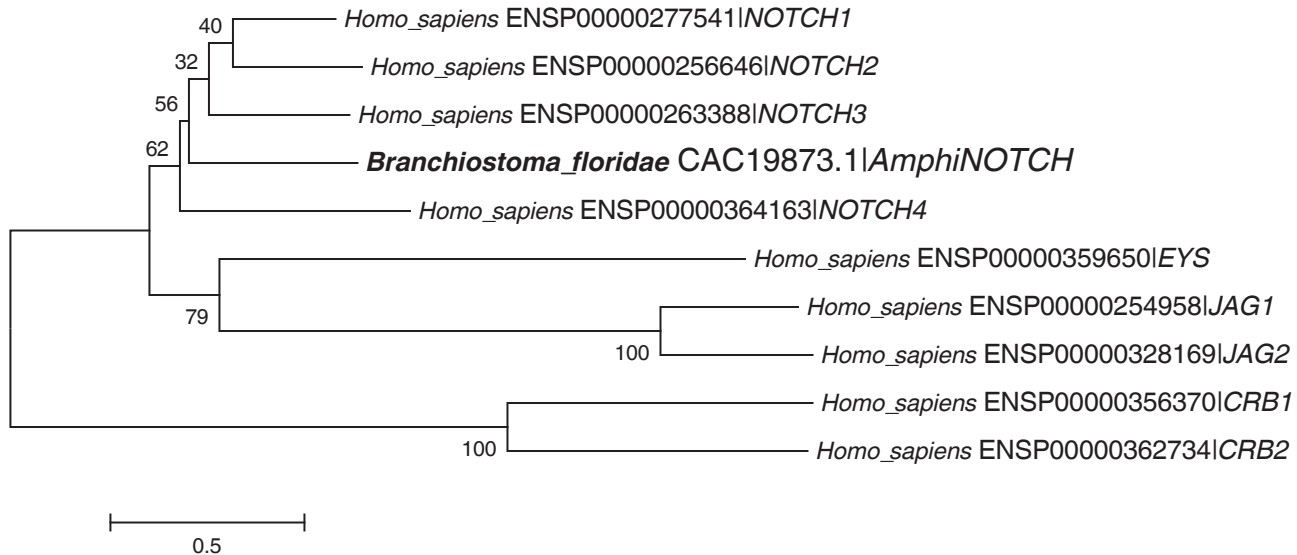 40
Homo_sapiens ENSP00000277541|NOTCH1
Homo_sapiens ENSP00000256646|NOTCH2
32
Homo_sapiens ENSP00000263388|NOTCH3
56
Branchiostoma_floridae CAC19873.1|AmphiNOTCH
62
Homo_sapiens ENSP00000364163|NOTCH4
Homo_sapiens ENSP00000359650|EYS
79
Homo_sapiens ENSP00000254958|JAG1
100
Homo_sapiens ENSP00000328169|JAG2
Homo_sapiens ENSP00000356370|CRB1
100
Homo_sapiens ENSP00000362734|CRB2
0.5